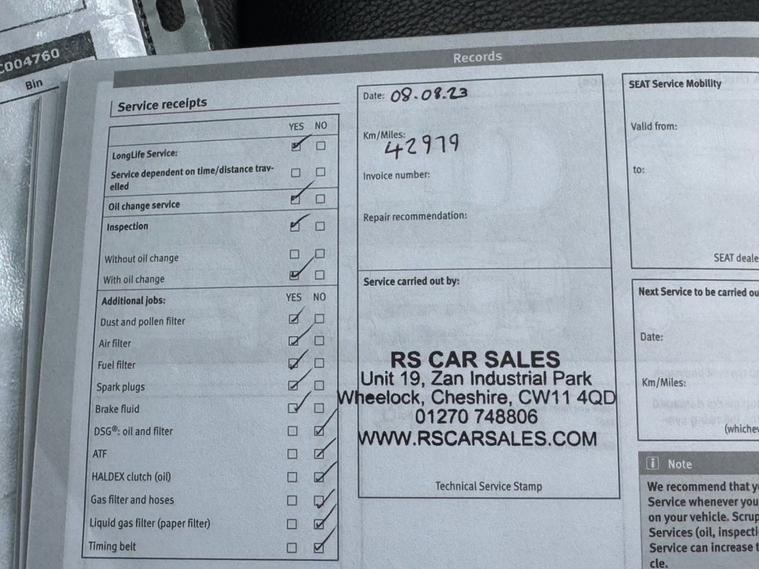 C004760
Bin
Records
Service receipts
YES NO
LongLife Service:
Service dependent on time/distance trav-
elled
Oil change service
Inspection
Without oil change
With oil change
Additional jobs: YES NO
Dust and pollen filter
Air filter
Fuel filter
Spark plugs
Brake fluid
DSG®: oil and filter
ATF
HALDEX clutch (oil)
Gas filter and hoses
Liquid gas filter (paper filter)
Timing belt
Date: 08.08.23
Km/Miles:
42979
Invoice number:
Repair recommendation:
Service carried out by:
RS CAR SALES
Unit 19, Zan Industrial Park
Wheelock, Cheshire, CW11 4QD
01270 748806
WWW.RSCARSALES.COM
Technical Service Stamp
SEAT Service Mobility
Valid from:
to:
SEAT deale
Next Service to be carried ou
Date:
Km/Miles:
(whichev
i Note
We recommend that y
Service whenever you
on your vehicle. Scrup
Services (oil, inspecti
Service can increase t
cle.